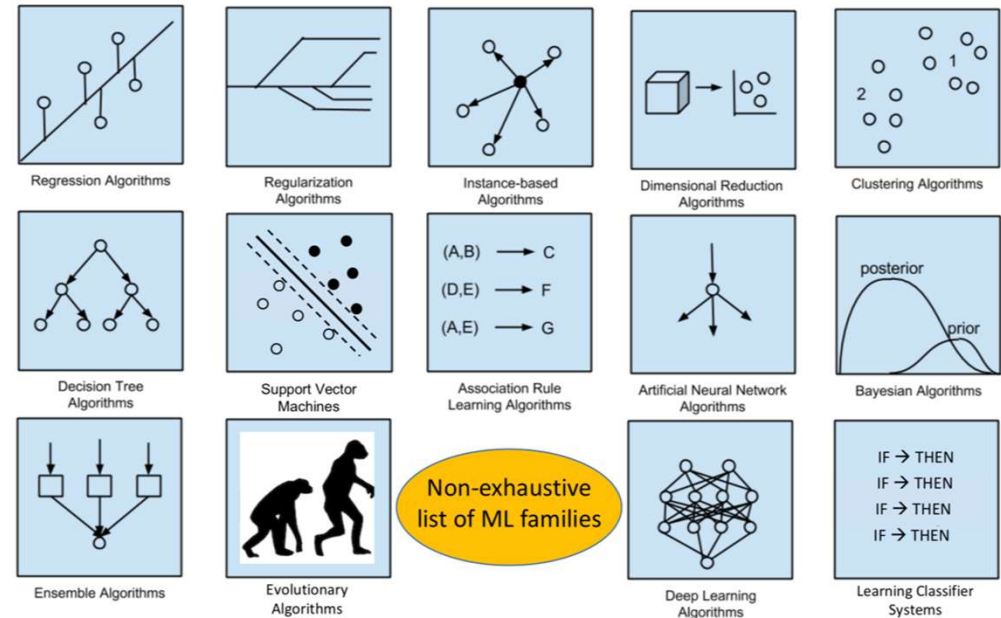 1
2
Regression Algorithms
Regularization
Algorithms
Instance-based
Algorithms
Dimensional Reduction
Algorithms
Clustering Algorithms
(A,B) → C
(D,E) → F
(A,E) → G
posterior
prior
Decision Tree
Algorithms
Support Vector
Machines
Association Rule
Learning Algorithms
Artificial Neural Network
Algorithms
Bayesian Algorithms
Non-exhaustive
list of ML families
IF → THEN
IF → THEN
IF → THEN
IF → THEN
Ensemble Algorithms
Evolutionary
Algorithms
Deep Learning
Algorithms
Learning Classifier
Systems